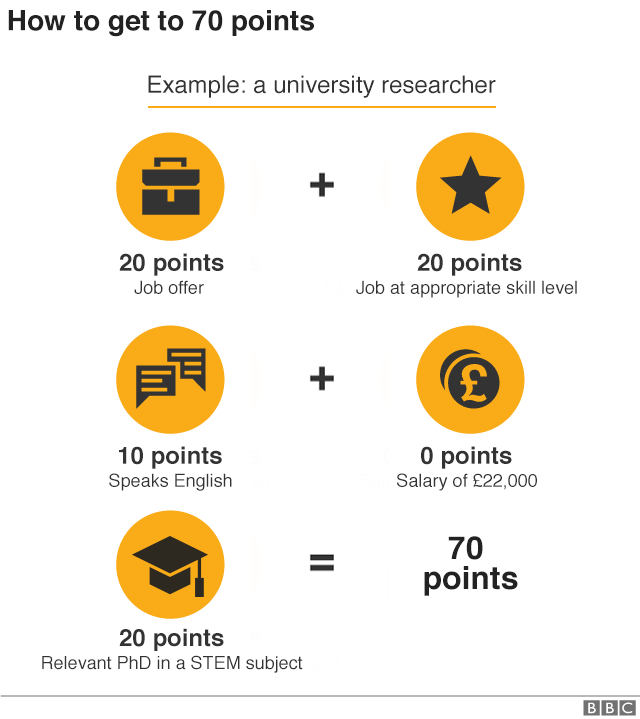 How to get to 70 points
Example: a university researcher
+
20 points
Job offer
20 points
Job at appropriate skill level
+
£
10 points
Speaks English
0 points
Salary of £22,000
=
70
points
20 points
Relevant PhD in a STEM subject
BBC